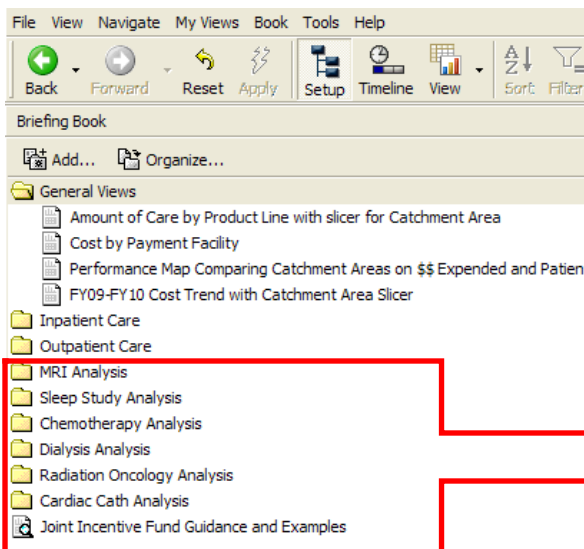 File View Navigate My Views Book Tools Help
Back Forward Reset Apply Setup Timeline View Sort Filter
Briefing Book
Add... Organize...
General Views
Amount of Care by Product Line with slicer for Catchment Area
Cost by Payment Facility
Performance Map Comparing Catchment Areas on $$ Expended and Patien
FY09-FY10 Cost Trend with Catchment Area Slicer
Inpatient Care
Outpatient Care
MRI Analysis
Sleep Study Analysis
Chemotherapy Analysis
Dialysis Analysis
Radiation Oncology Analysis
Cardiac Cath Analysis
Joint Incentive Fund Guidance and Examples